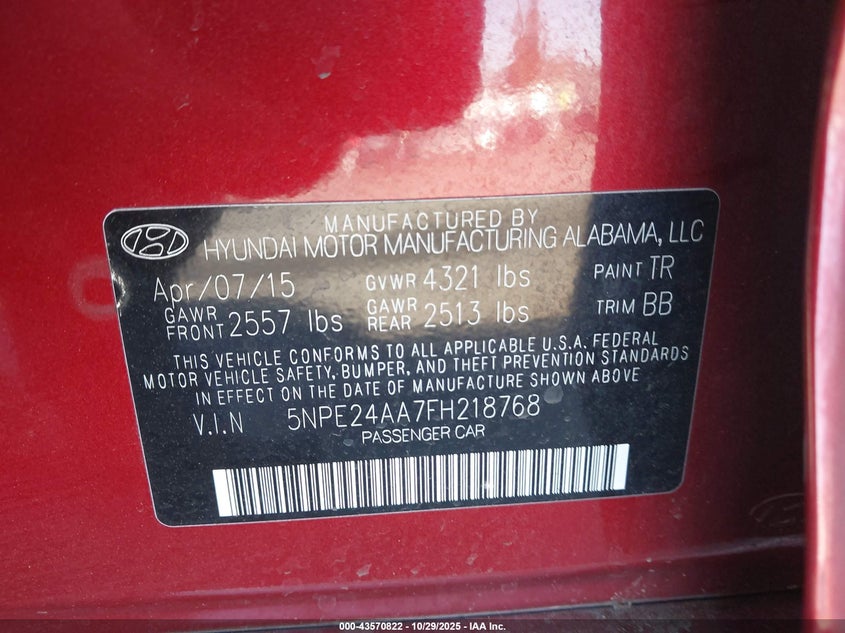 MANUFACTURED BY
HYUNDAI MOTOR MANUFACTURING ALABAMA, LLC
Apr/07/15 GVWR 4321 lbs PAINT TR
GAWR FRONT 2557 lbs GAWR REAR 2513 lbs TRIM BB
THIS VEHICLE CONFORMS TO ALL APPLICABLE U.S.A. FEDERAL
MOTOR VEHICLE SAFETY, BUMPER, AND THEFT PREVENTION STANDARDS
IN EFFECT ON THE DATE OF MANUFACTURE SHOWN ABOVE
V.I.N 5NPE24AA7FH218768
PASSENGER CAR
000-43570822 - 10/29/2025 - IAA Inc.